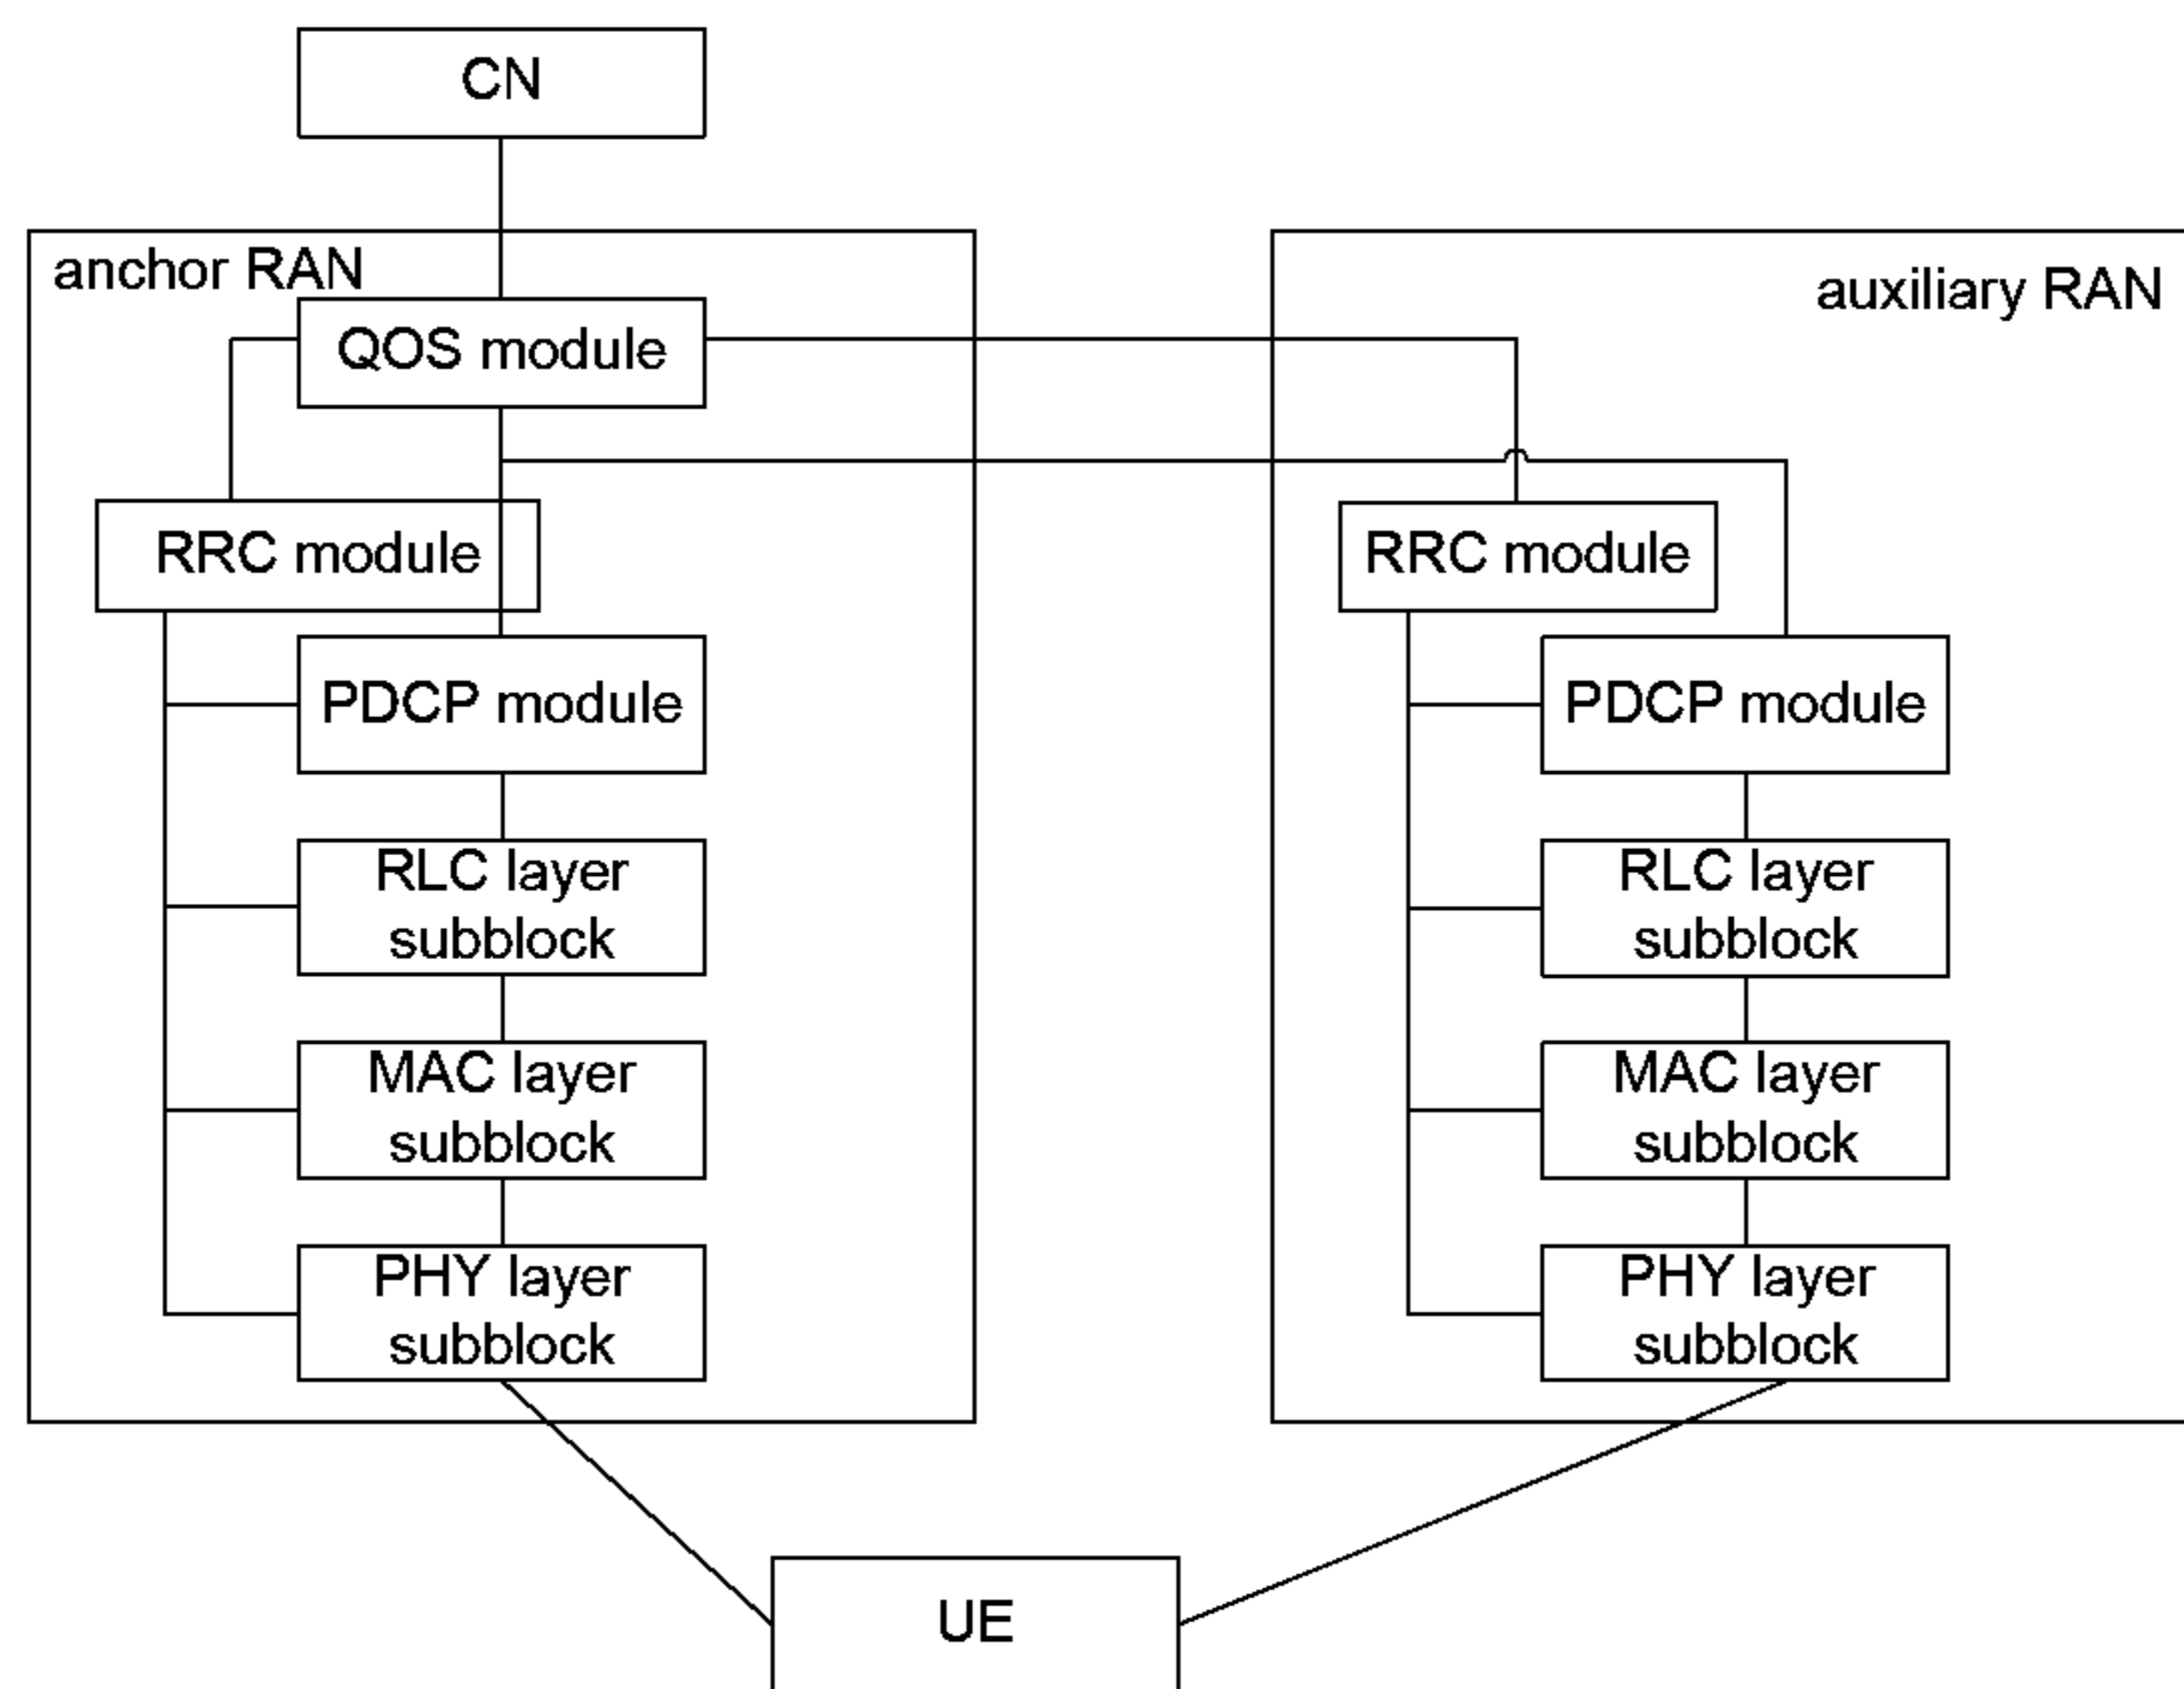 CN
anchor RAN
auxiliary RAN
QOS module
RRC module
RRC module
PDCP module
PDCP module
RLC layer
subblock
RLC layer
subblock
MAC layer
subblock
MAC layer
subblock
PHY layer
subblock
PHY layer
subblock
UE